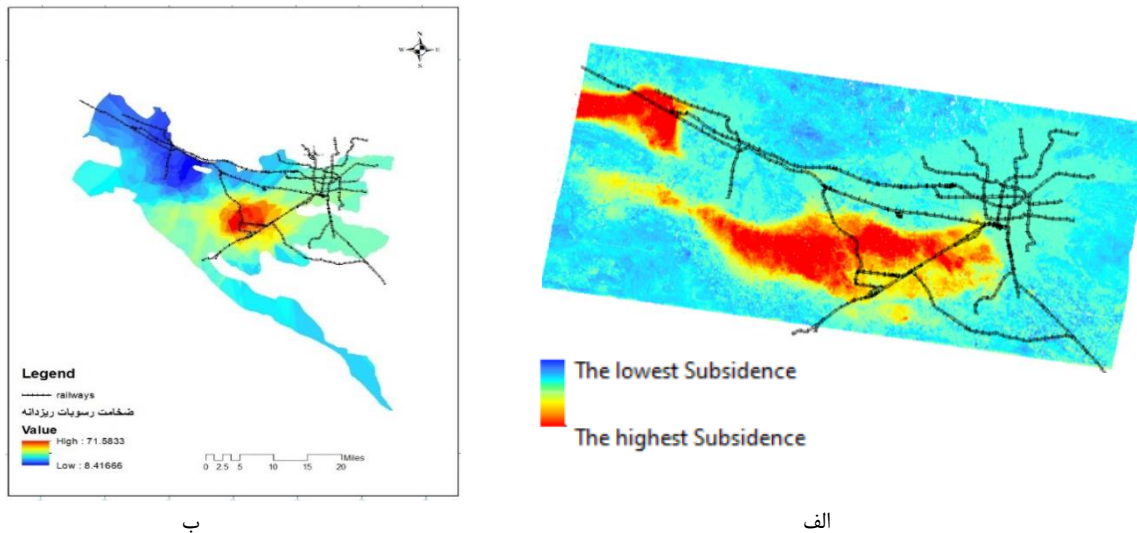 N
W E
S
Legend
railways
ضخامت رسوبات ریزدانه
Value
High : 71.5833
Low : 8.41666
Miles
0 2.5 5 10 15 20
The lowest Subsidence
The highest Subsidence
الف
ب